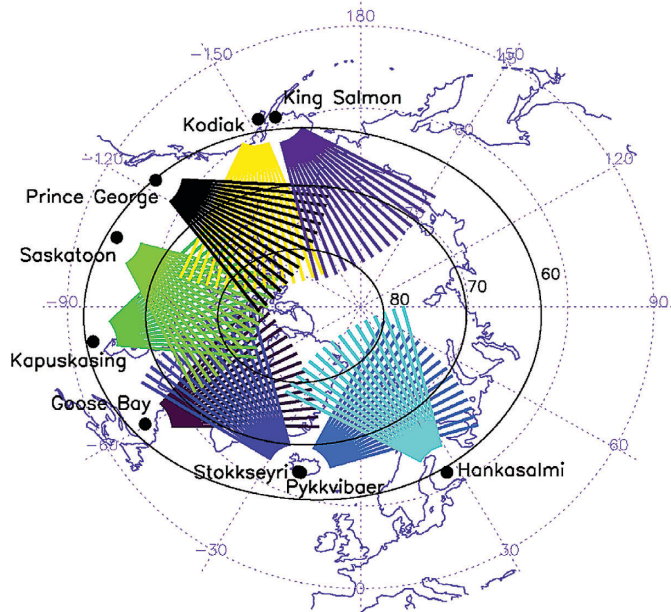 180
-150
150
King Salmon
Kodiak
-120
120
60
Prince George
Saskatoon
60
70
80
-90
90
Kapuskasing
Goose Bay
-60
60
Stokkseyri
Hankasalmi
Pykkvibaer
-30
30
0